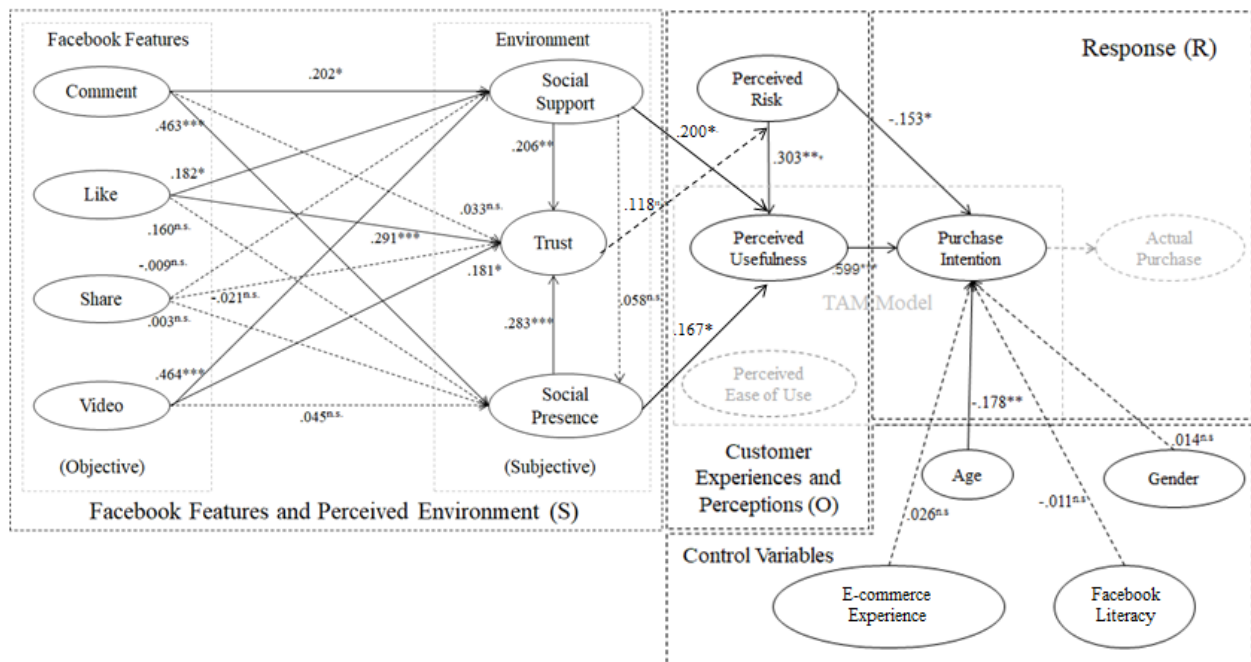 Facebook Features
Environment
Response (R)
Comment
.202*
Social
Support
Perceived
Risk
.463***
.200*
-.153*
.206**
.303**
.182*
Like
.033n.s.
.118
.160n.s.
.291***
Trust
Perceived
Usefulness
Purchase
Intention
Actual
Purchase
-.009n.s.
.181*
.599***
Share
-.021n.s.
.058n.s.
TAM Model
.003n.s.
.283***
.167*
.464***
Perceived
Ease of Use
Video
.045n.s.
Social
Presence
-.178**
.014n.s
(Objective)
(Subjective)
Customer
Experiences and
Perceptions (O)
Age
Gender
Facebook Features and Perceived Environment (S)
.026n.s
-.011n.s
Control Variables
E-commerce
Experience
Facebook
Literacy